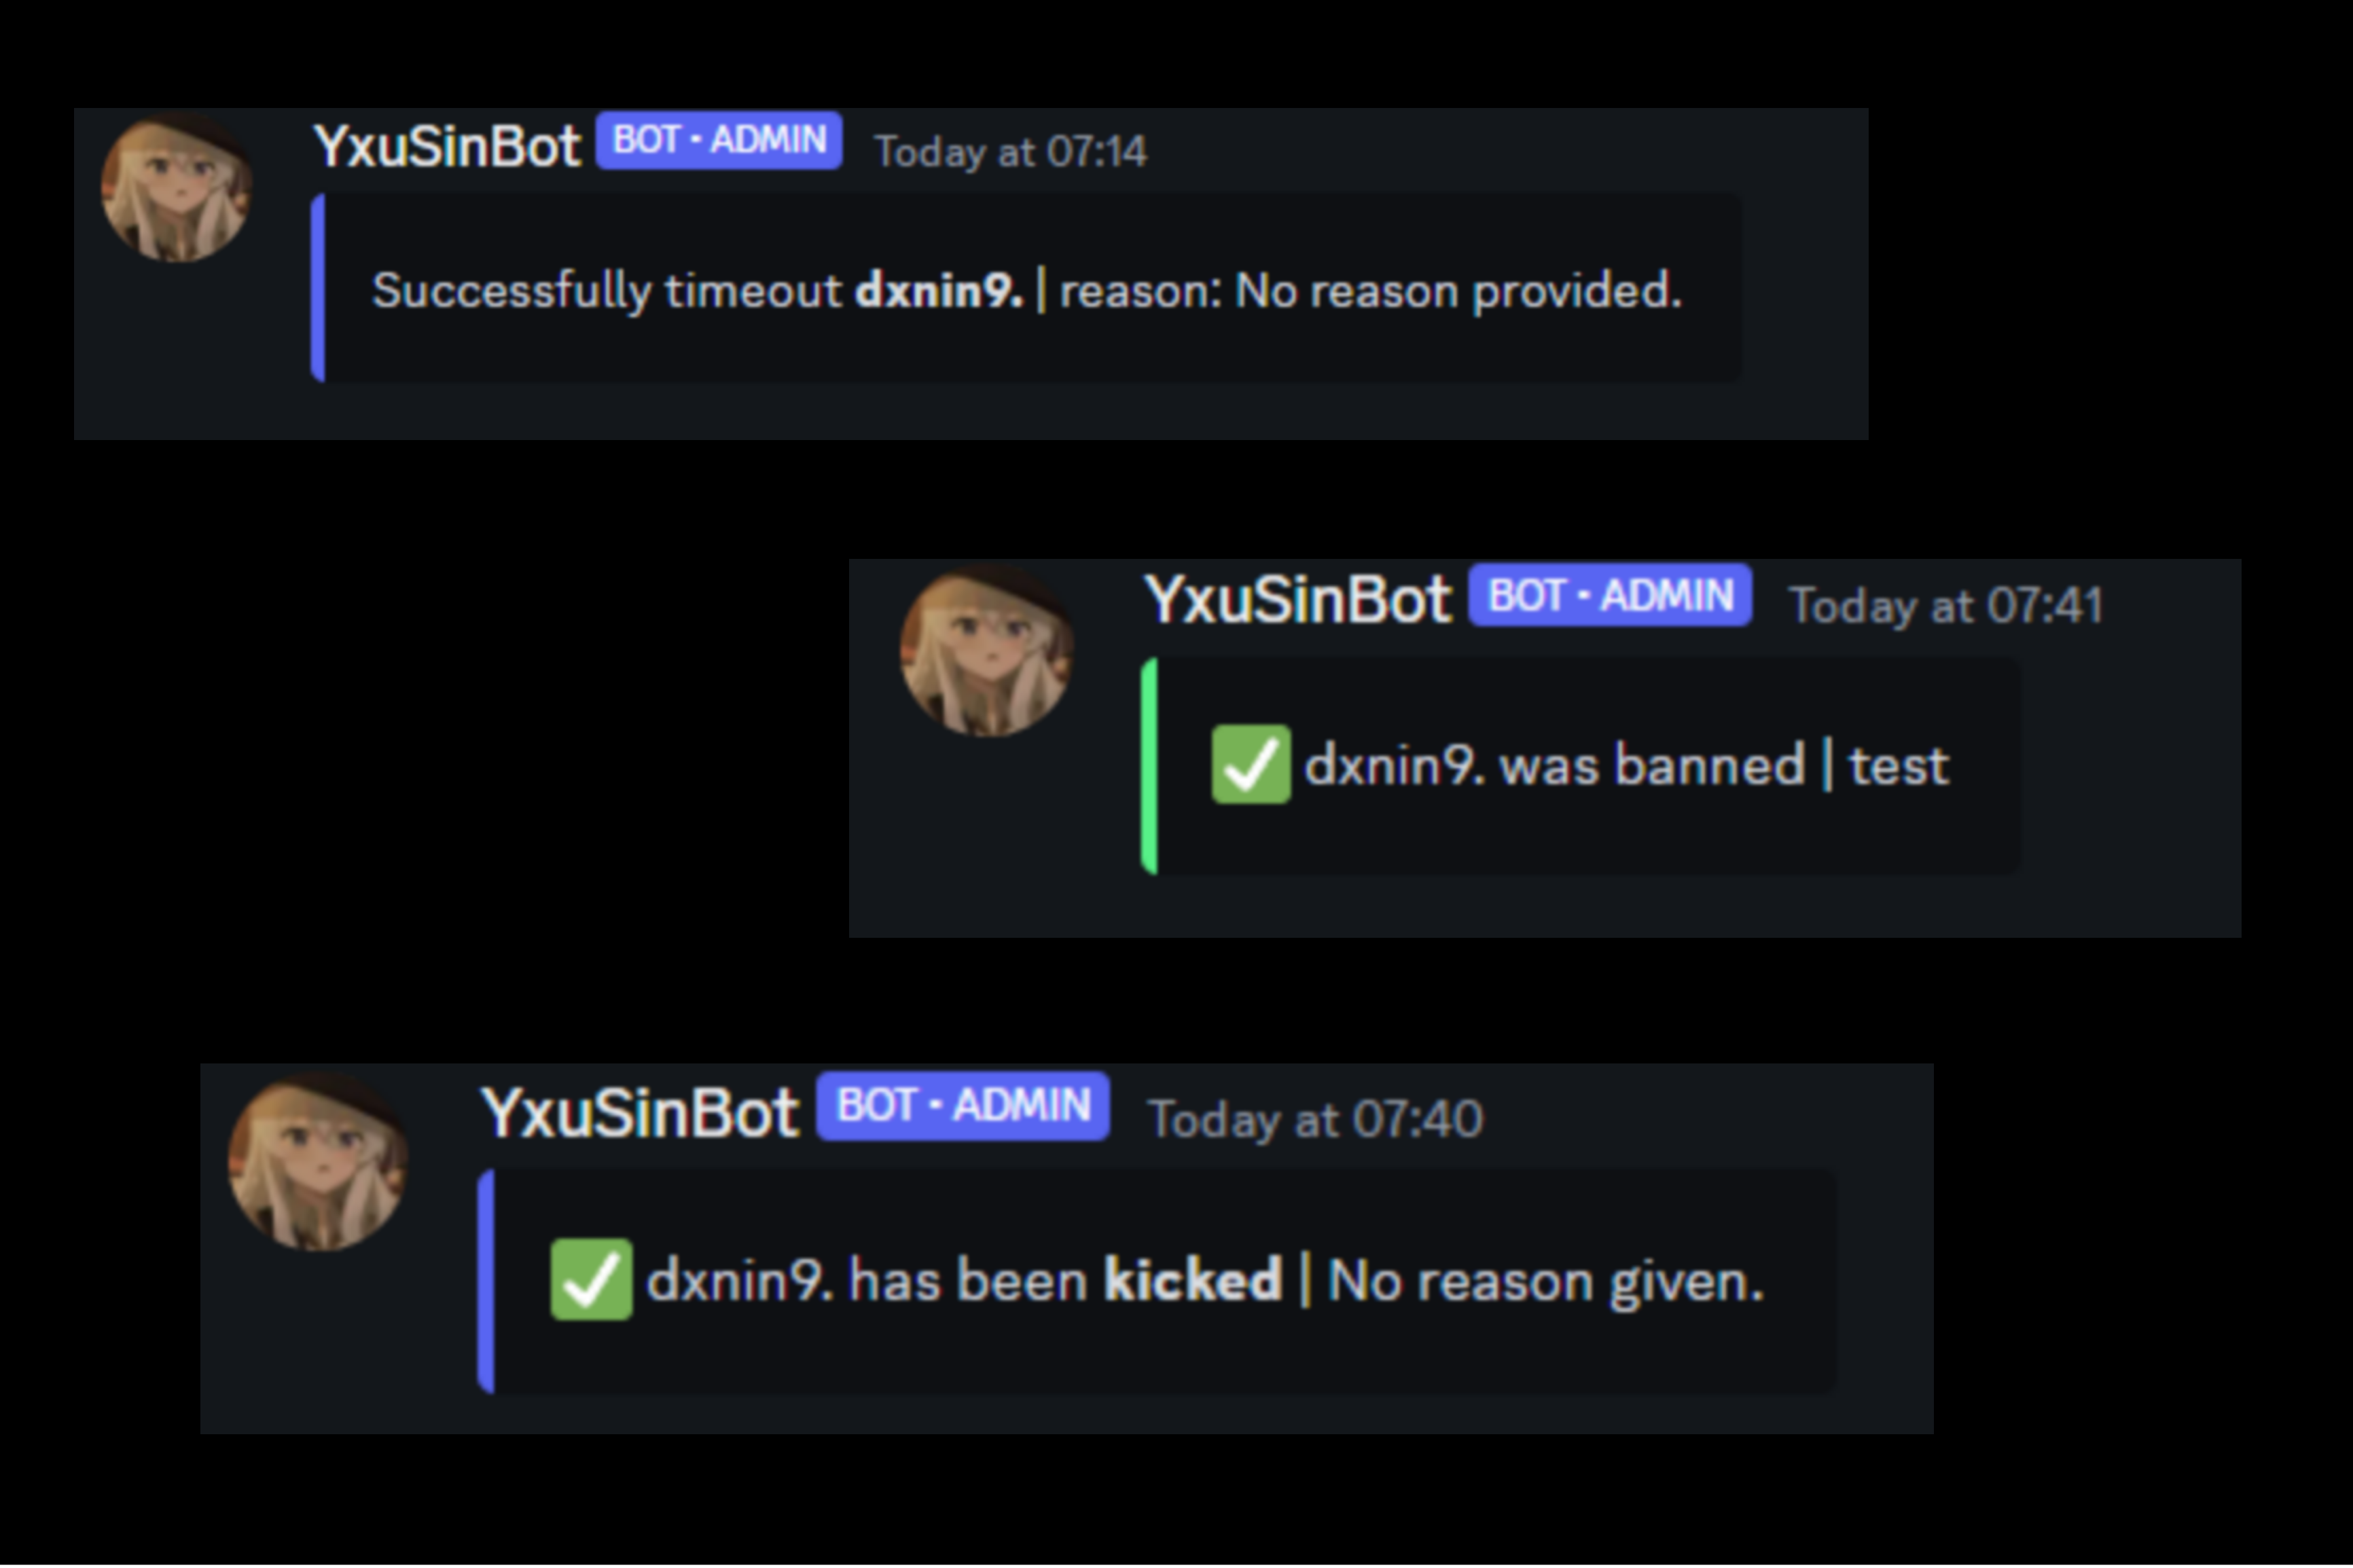 YxuSinBot BOT - ADMIN Today at 07:14
Successfully timeout dxnin9. | reason: No reason provided.
YxuSinBot BOT - ADMIN Today at 07:41
✅ dxnin9. was banned | test
YxuSinBot BOT - ADMIN Today at 07:40
✅ dxnin9. has been kicked | No reason given.